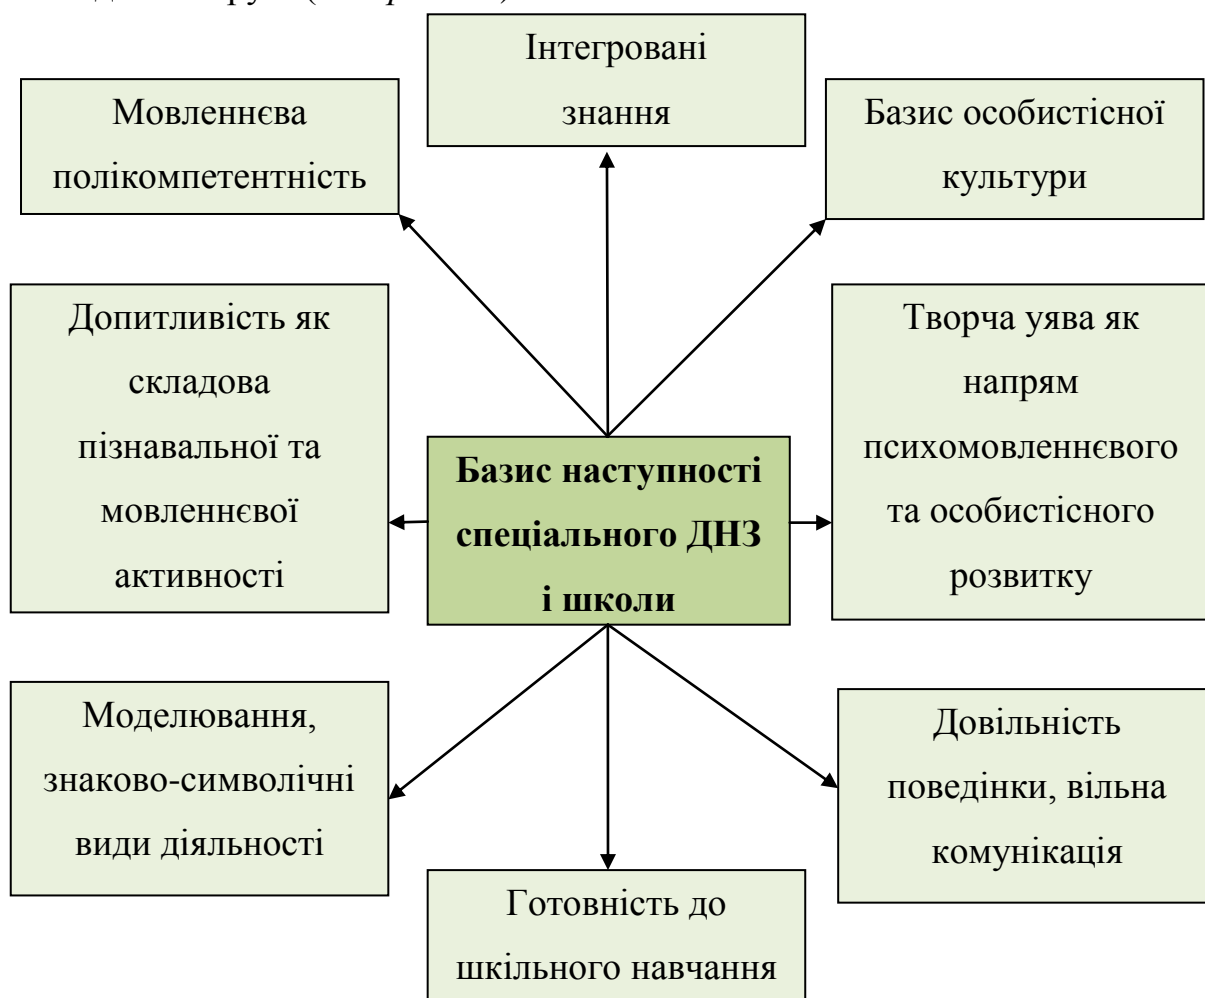 Інтегровані
знання
Мовленнєва
полікомпетентність
Базис особистісної
культури
Допитливість як
складова
пізнавальної та
мовленнєвої
активності
Творча уява як
напрям
психомовленнєвого
та особистісного
розвитку
Базис наступності
спеціального ДНЗ
і школи
Моделювання,
знаково-символічні
види діяльності
Довільність
поведінки, вільна
комунікація
Готовність до
шкільного навчання